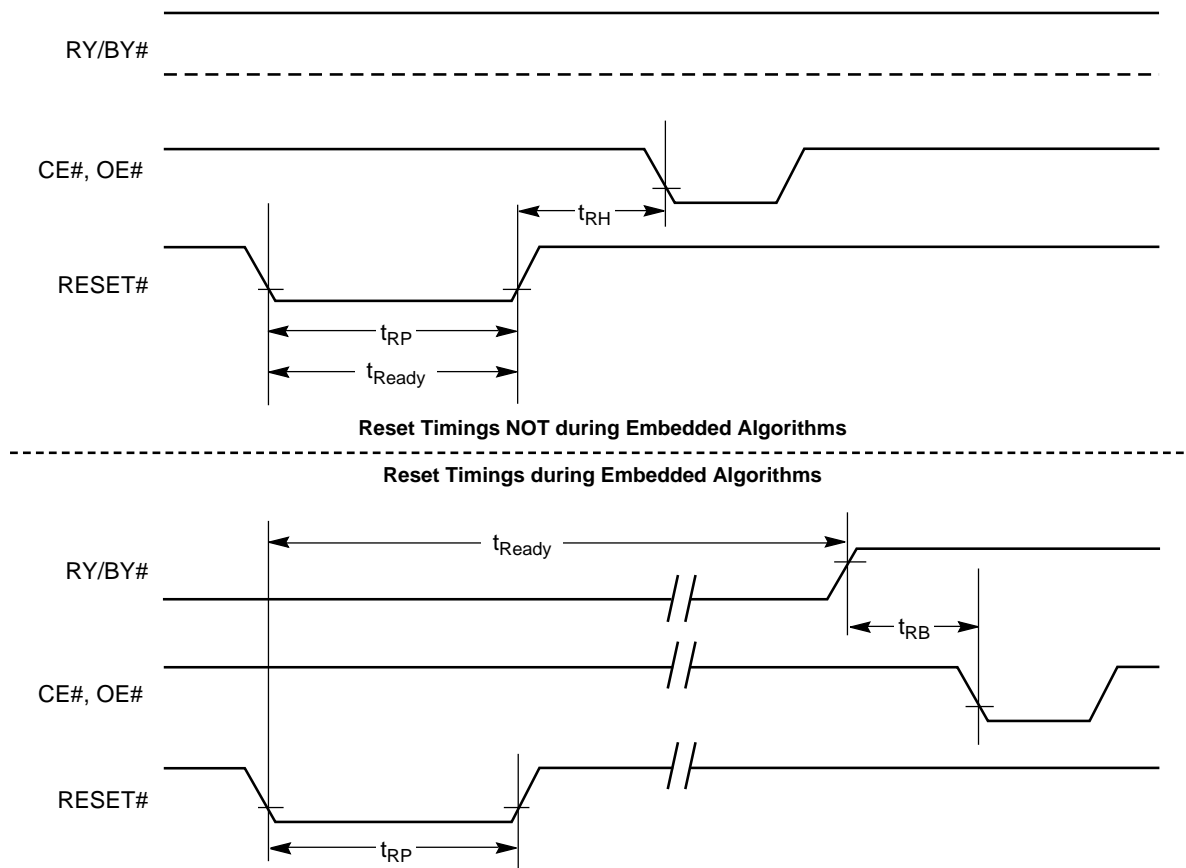 RY/BY#
CE#, OE#
tRH
RESET#
tRP
tReady
Reset Timings NOT during Embedded Algorithms
Reset Timings during Embedded Algorithms
tReady
RY/BY#
tRB
CE#, OE#
RESET#
tRP